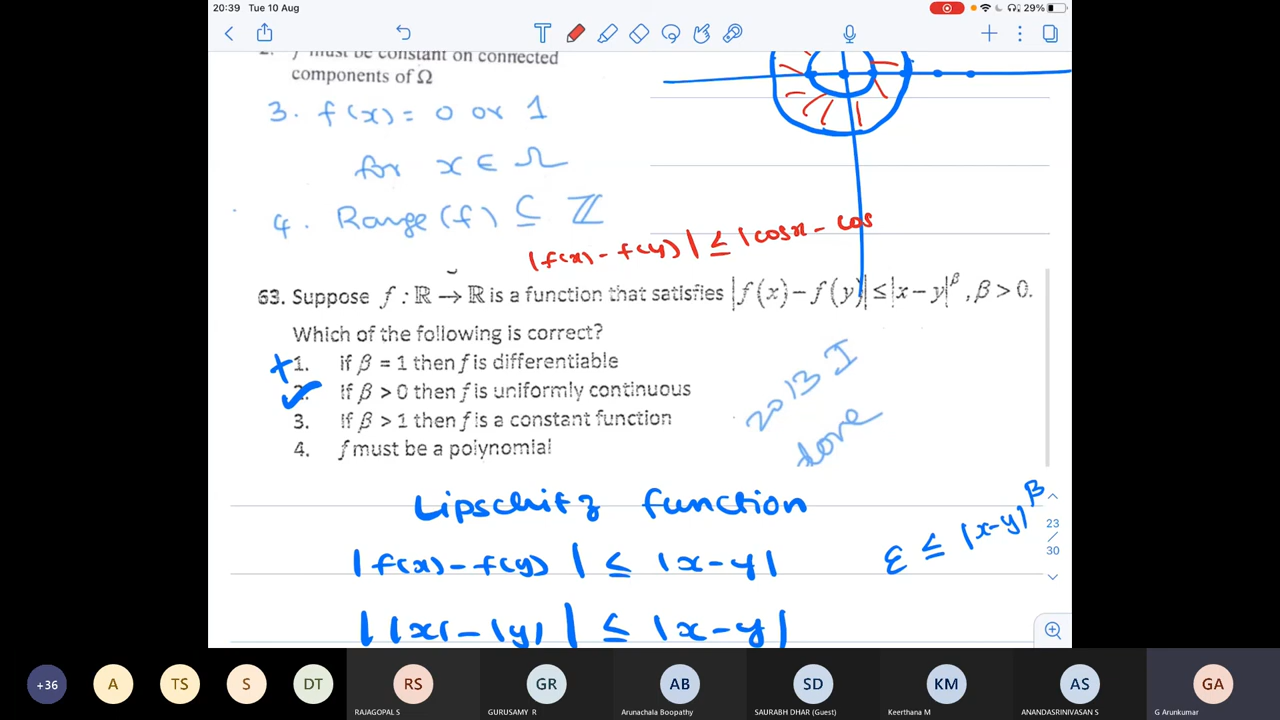 20:39 Tue 10 Aug
29%
f must be constant on connected
components of Ω
3. f(x) = 0 or 1
for x ∈ Ω
4. Range(f) ⊆ ℤ
|f(x) - f(y)| ≤ |cosx - cos
63. Suppose f : ℝ → ℝ is a function that satisfies |f(x) − f(y)| ≤ |x − y|^β , β > 0.
Which of the following is correct?
1. if β = 1 then f is differentiable
2. if β > 0 then f is uniformly continuous
3. if β > 1 then f is a constant function
4. f must be a polynomial
2013 I
done
Lipschitz function
|f(x) - f(y)| ≤ |x - y|
ε ≤ |x-y|^β
23
/
30
||x| - |y|| ≤ |x - y|
+36
A
TS
S
DT
RS
GR
AB
SD
KM
AS
GA
RAJAGOPAL S
GURUSAMY R
Arunachala Boopathy
SAURABH DHAR (Guest)
Keerthana M
ANANDASRINIVASAN S
G Arunkumar